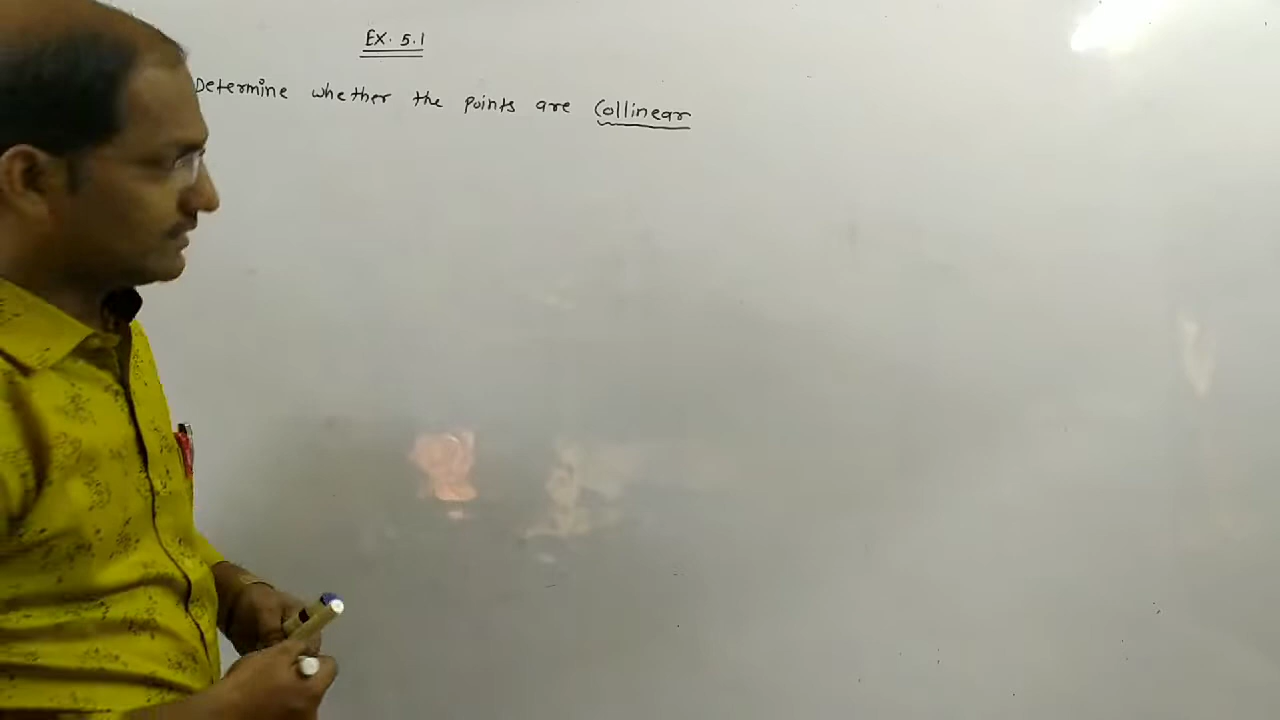 Ex. 5.1
Determine whether the points are Collinear